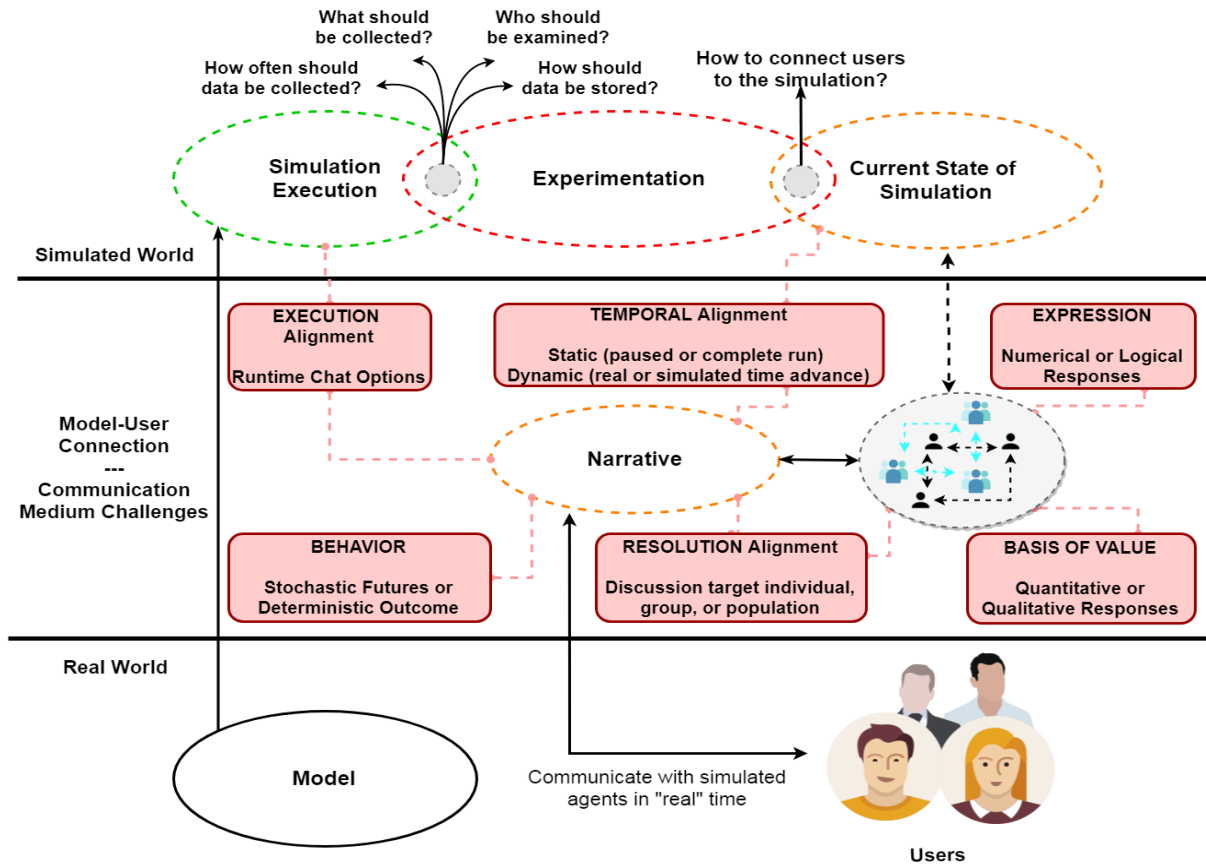 What should
be collected?
Who should
be examined?
How often should
data be collected?
How should
data be stored?
How to connect users
to the simulation?
Simulation
Execution
Experimentation
Current State of
Simulation
Simulated World
EXECUTION
Alignment
Runtime Chat Options
TEMPORAL Alignment
Static (paused or complete run)
Dynamic (real or simulated time advance)
EXPRESSION
Numerical or Logical
Responses
Model-User
Connection
---
Communication
Medium Challenges
Narrative
BEHAVIOR
Stochastic Futures or
Deterministic Outcome
RESOLUTION Alignment
Discussion target individual,
group, or population
BASIS OF VALUE
Quantitative or
Qualitative Responses
Real World
Model
Communicate with simulated
agents in "real" time
Users